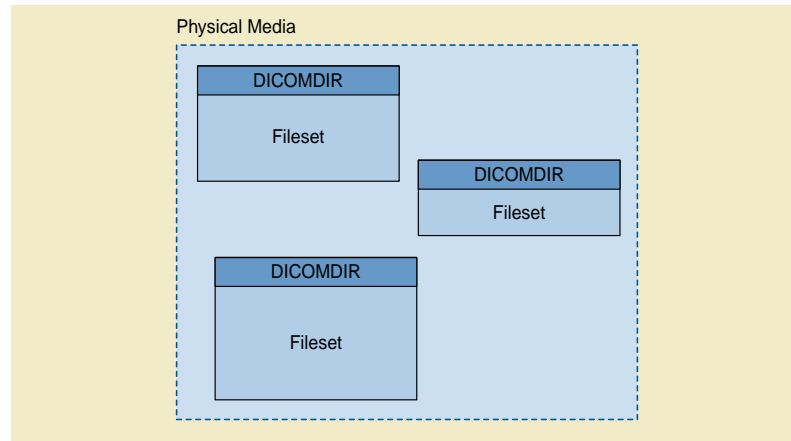 Physical Media
DICOMDIR
Fileset
DICOMDIR
Fileset
DICOMDIR
Fileset